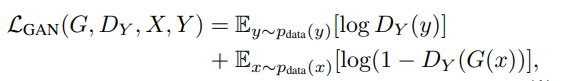 ℒ_GAN(G, D_Y, X, Y) = 𝔼_{y∼p_data(y)}[log D_Y(y)]
+ 𝔼_{x∼p_data(x)}[log(1 − D_Y(G(x))],